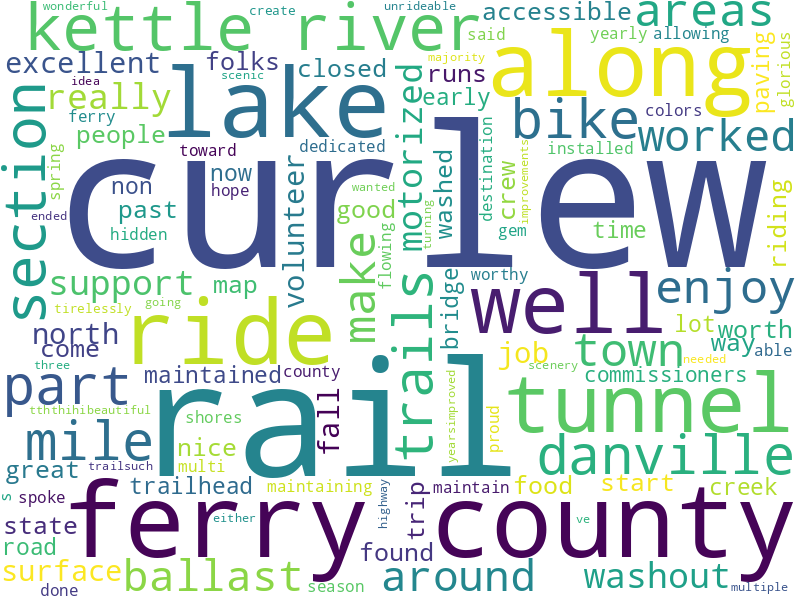 wonderful
create
unrideable
kettle river
accessible
areas
said
yearly
allowing
majority
excellent
folks
closed
idea
scenic
runs
along
paving
glorious
really
lake
early
bike
colors
worked
ferry
people
toward
dedicated
motorized
section
curlew
spring
non
now
hope
wanted
volunteer
washed
destination
crew
improvements
installed
riding
ended
past
good
hidden
flowing
turning
gem
time
support
map
make
trails
bridge
worthy
well
enjoy
tirelessly
going
ride
north
come
lot
worth
way
able
job
town
needed
scenery
commissioners
three
part
maintained
county
rail
tunnel
tththihibeautiful
shores
fall
yearsimproved
proud
mile
nice
danville
great
trailsuch
multi
s
spoke
trailhead
maintaining
highway
trip
maintain
food
start
creek
state
ferry county
either
ve
road
found
surface
ballast
season
around
washout
done
multiple